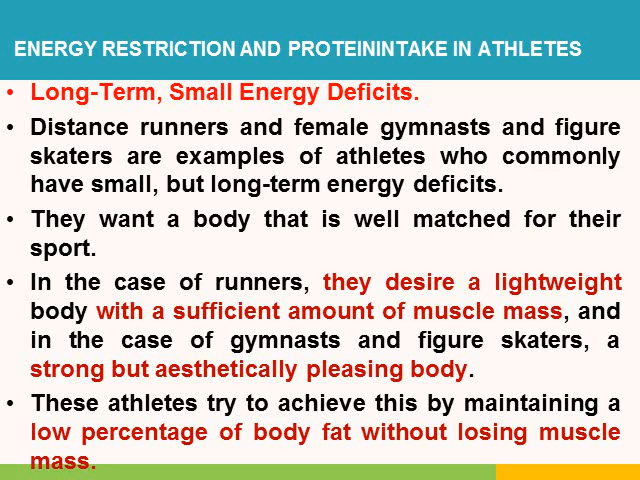 ENERGY RESTRICTION AND PROTEININTAKE IN ATHLETES
• Long-Term, Small Energy Deficits.
• Distance runners and female gymnasts and figure
skaters are examples of athletes who commonly
have small, but long-term energy deficits.
• They want a body that is well matched for their
sport.
• In the case of runners, they desire a lightweight
body with a sufficient amount of muscle mass, and
in the case of gymnasts and figure skaters, a
strong but aesthetically pleasing body.
• These athletes try to achieve this by maintaining a
low percentage of body fat without losing muscle
mass.